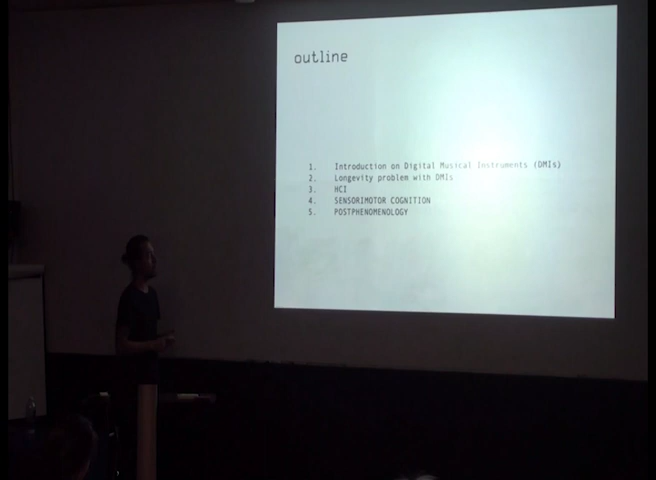 outline
1. Introduction on Digital Musical Instruments (DMIs)
2. Longevity problem with DMIs
3. HCI
4. SENSORIMOTOR COGNITION
5. POSTPHENOMENOLOGY